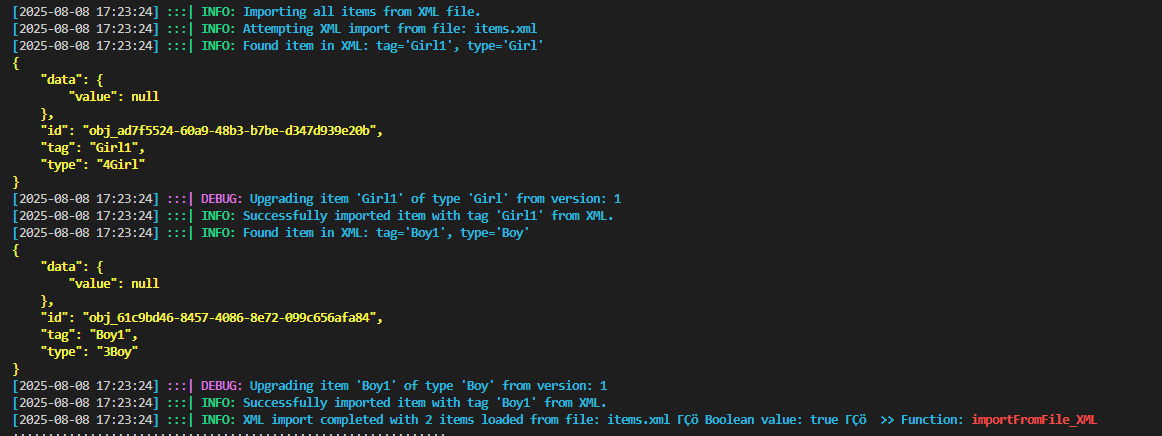 [2025-08-08 17:23:24] :::| INFO: Importing all items from XML file.
[2025-08-08 17:23:24] :::| INFO: Attempting XML import from file: items.xml
[2025-08-08 17:23:24] :::| INFO: Found item in XML: tag='Girl1', type='Girl'
{
    "data": {
        "value": null
    },
    "id": "obj_ad7f5524-60a9-48b3-b7be-d347d939e20b",
    "tag": "Girl1",
    "type": "4Girl"
}
[2025-08-08 17:23:24] :::| DEBUG: Upgrading item 'Girl1' of type 'Girl' from version: 1
[2025-08-08 17:23:24] :::| INFO: Successfully imported item with tag 'Girl1' from XML.
[2025-08-08 17:23:24] :::| INFO: Found item in XML: tag='Boy1', type='Boy'
{
    "data": {
        "value": null
    },
    "id": "obj_61c9bd46-8457-4086-8e72-099c656afa84",
    "tag": "Boy1",
    "type": "3Boy"
}
[2025-08-08 17:23:24] :::| DEBUG: Upgrading item 'Boy1' of type 'Boy' from version: 1
[2025-08-08 17:23:24] :::| INFO: Successfully imported item with tag 'Boy1' from XML.
[2025-08-08 17:23:24] :::| INFO: XML import completed with 2 items loaded from file: items.xml ΓÇö Boolean value: true ΓÇö  >> Function: importFromFile_XML